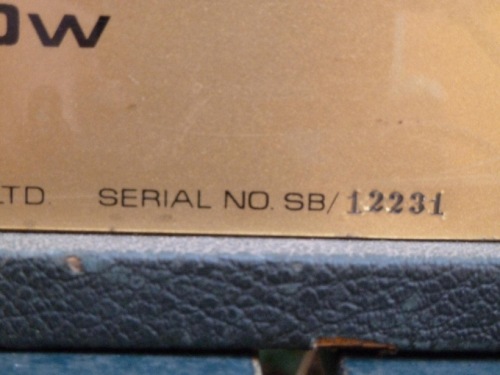 0W
LTD. SERIAL NO. SB/12231